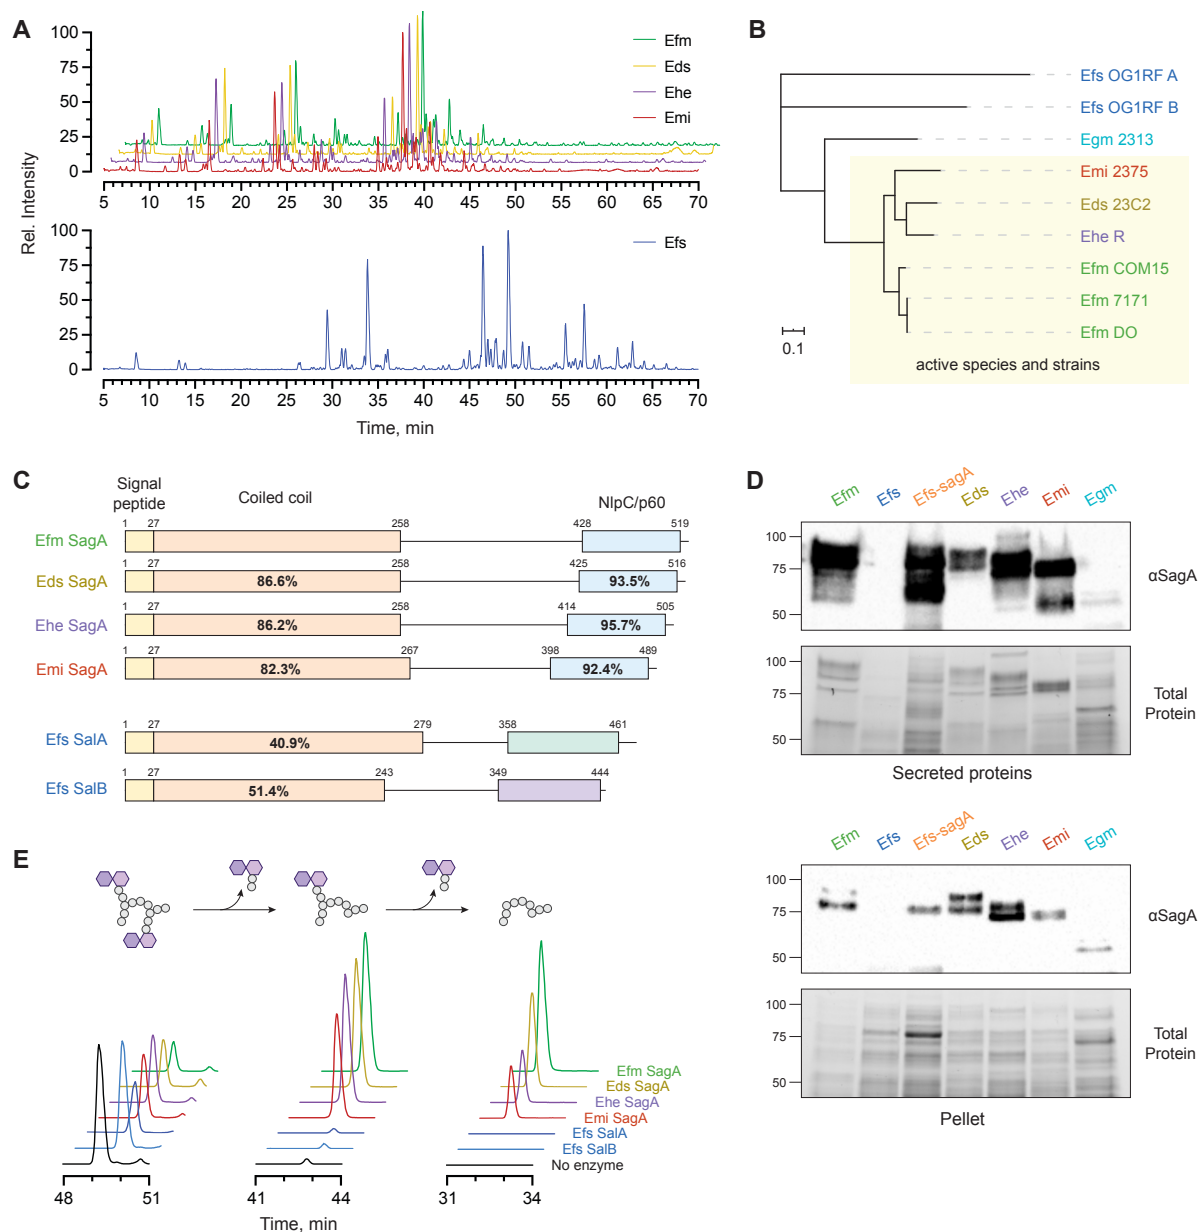 A
100
75
50
25
0
Efm
Eds
Ehe
Emi
5 10 15 20 25 30 35 40 45 50 55 60 65 70
Rel. Intensity
100
75
50
25
0
Efs
5 10 15 20 25 30 35 40 45 50 55 60 65 70
Time, min
B
Efs OG1RF A
Efs OG1RF B
Egm 2313
Emi 2375
Eds 23C2
Ehe R
Efm COM15
Efm 7171
Efm DO
0.1
active species and strains
C
Signal
peptide
Coiled coil
NlpC/p60
1 27 258 428 519
Efm SagA
1 27 258 425 516
Eds SagA 86.6% 93.5%
1 27 258 414 505
Ehe SagA 86.2% 95.7%
1 27 267 398 489
Emi SagA 82.3% 92.4%
1 27 279 358 461
Efs SalA 40.9%
1 27 243 349 444
Efs SalB 51.4%
D
Efm Efs Efs-sagA Eds Ehe Emi Egm
100
75
50
αSagA
100
75
50
Total
Protein
Secreted proteins
Efm Efs Efs-sagA Eds Ehe Emi Egm
100
75
50
αSagA
100
75
50
Total
Protein
Pellet
E
Efm SagA
Eds SagA
Ehe SagA
Emi SagA
Efs SalA
Efs SalB
No enzyme
48 51 41 44 31 34
Time, min